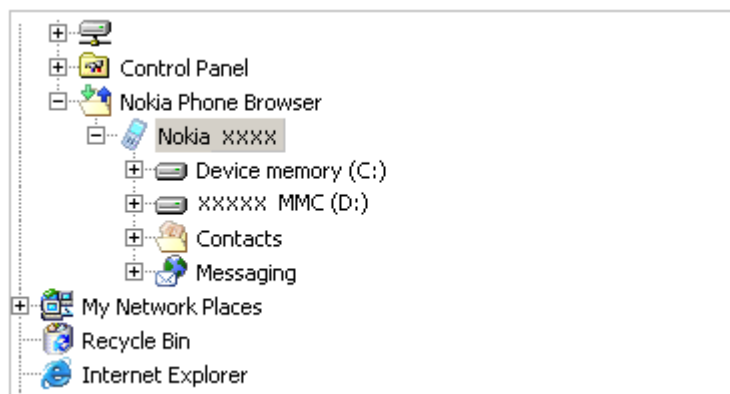 Control Panel
Nokia Phone Browser
Nokia xxxx
Device memory (C:)
xxxxx MMC (D:)
Contacts
Messaging
My Network Places
Recycle Bin
Internet Explorer